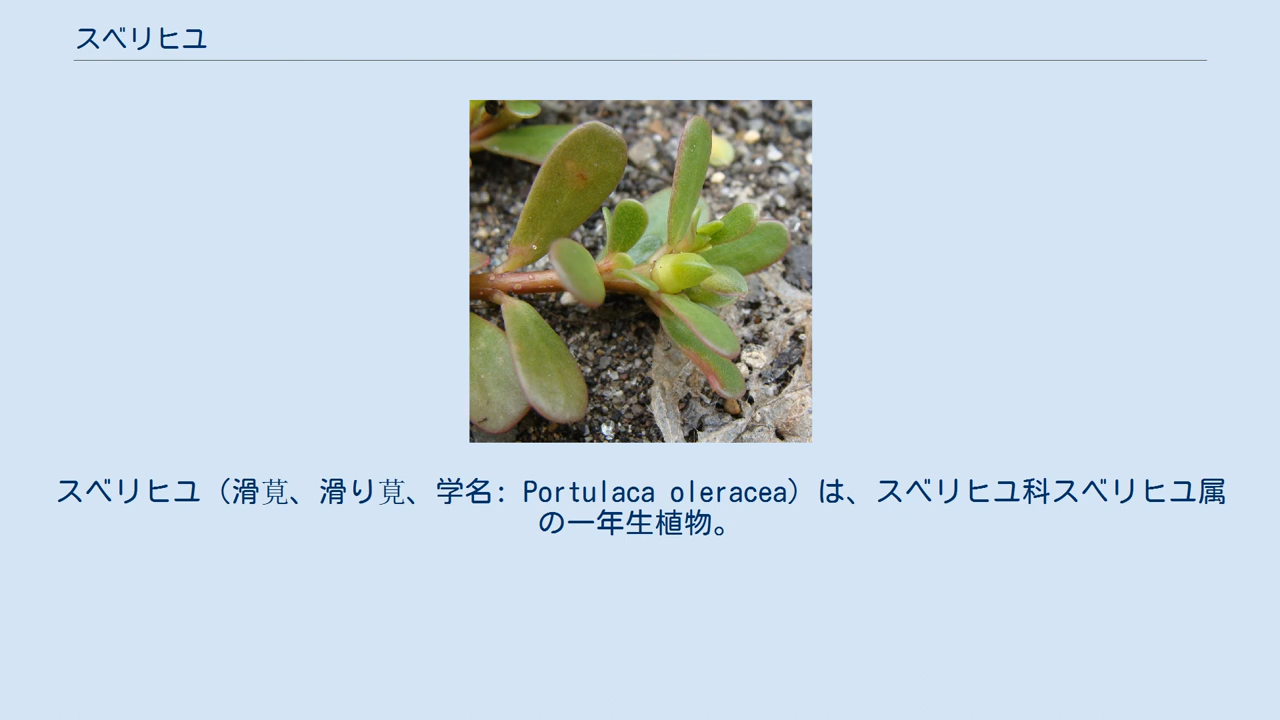 スベリヒユ
スベリヒユ（滑莧、滑り莧、学名: Portulaca oleracea）は、スベリヒユ科スベリヒユ属
の一年生植物。